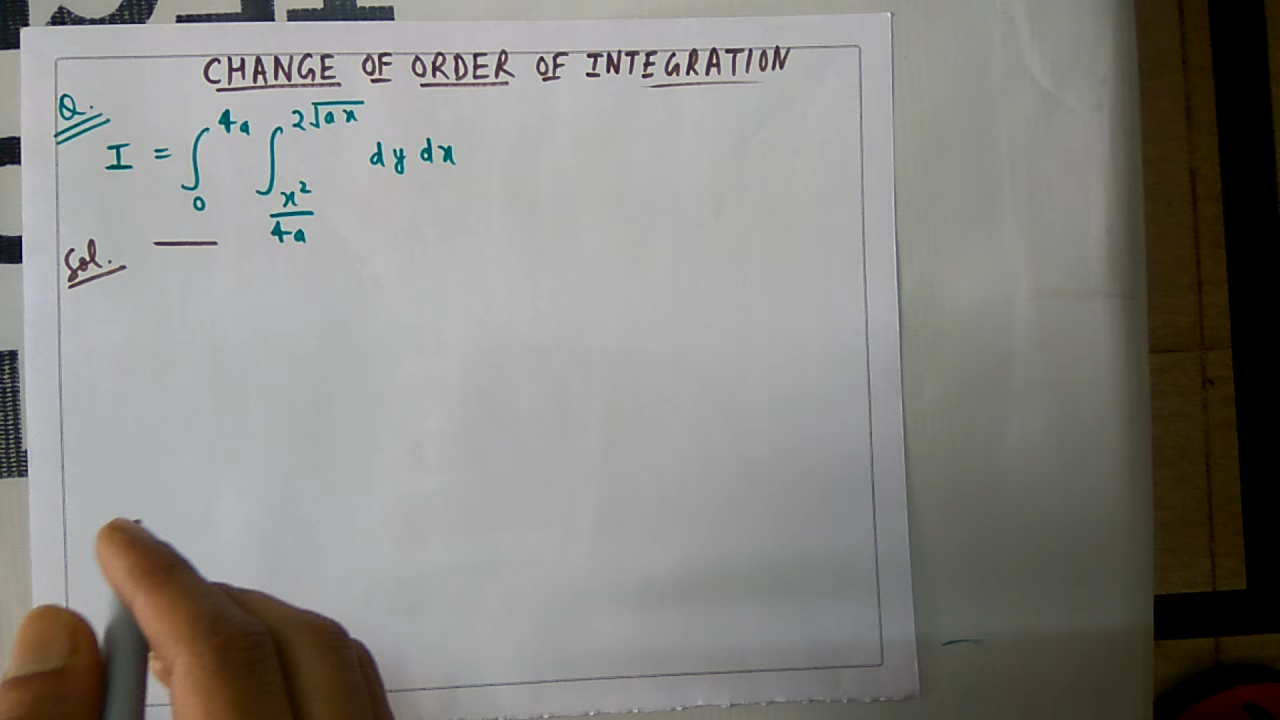 CHANGE OF ORDER OF INTEGRATION
Q.
I = ∫₀^{4a} ∫_{x²/4a}^{2√ax} dy dx
Sol.